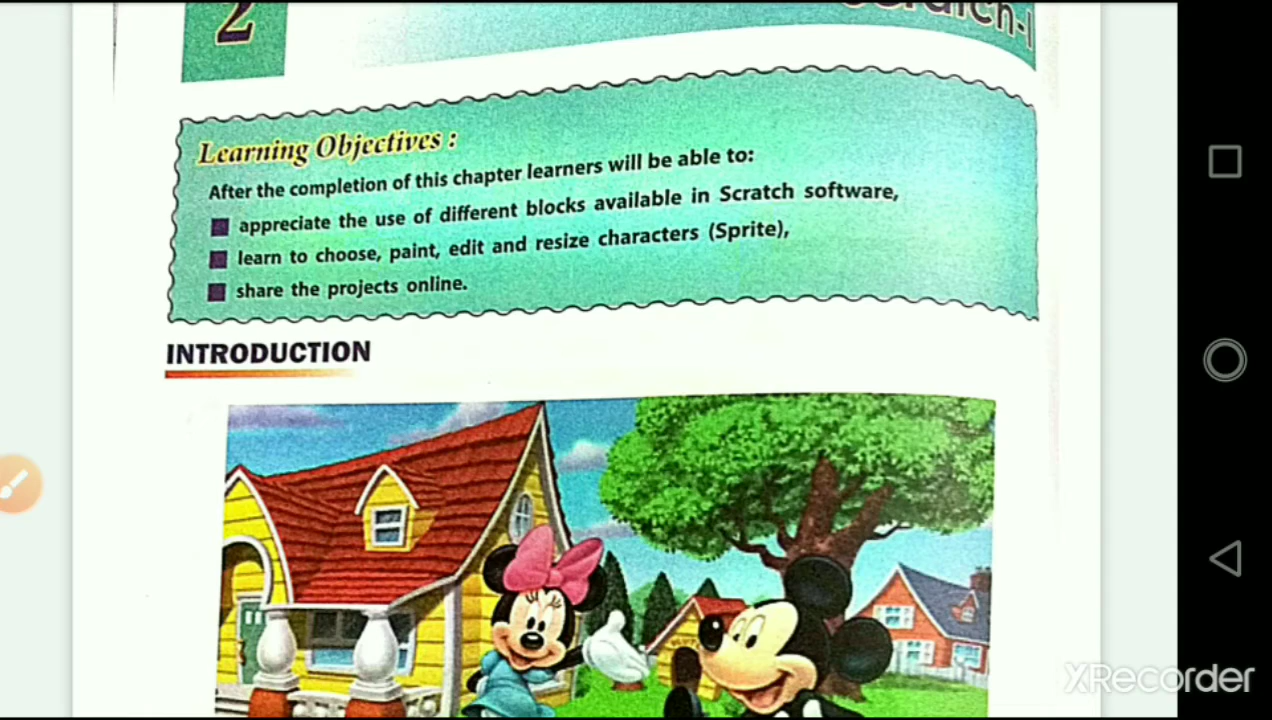 2
Scratch-I
Learning Objectives :
After the completion of this chapter learners will be able to:
appreciate the use of different blocks available in Scratch software,
learn to choose, paint, edit and resize characters (Sprite),
share the projects online.
INTRODUCTION
XRecorder